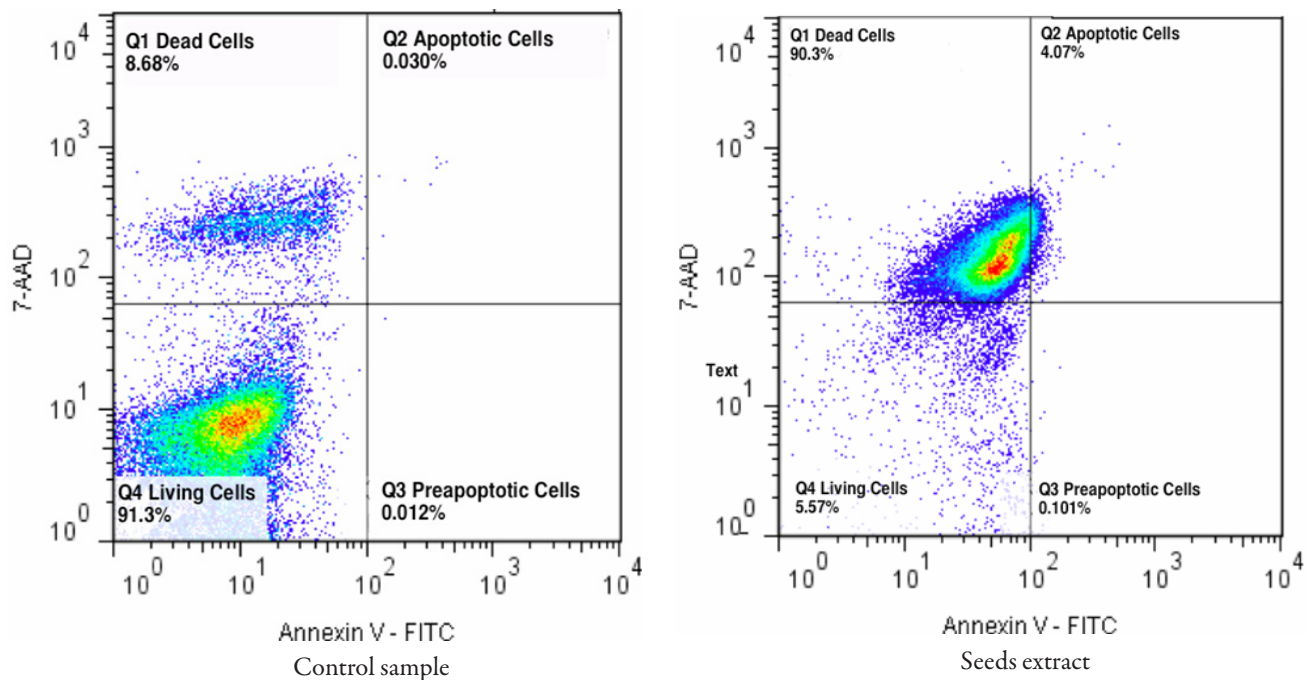 Q1 Dead Cells
8.68%
Q2 Apoptotic Cells
0.030%
10^4
10^3
10^2
10^1
10^0
7-AAD
Q4 Living Cells
91.3%
Q3 Preapoptotic Cells
0.012%
10^0 10^1 10^2 10^3 10^4
Annexin V - FITC
Control sample
Q1 Dead Cells
90.3%
Q2 Apoptotic Cells
4.07%
10^4
10^3
10^2
10^1
10^0
7-AAD
Text
Q4 Living Cells
5.57%
Q3 Preapoptotic Cells
0.101%
10^0 10^1 10^2 10^3 10^4
Annexin V - FITC
Seeds extract